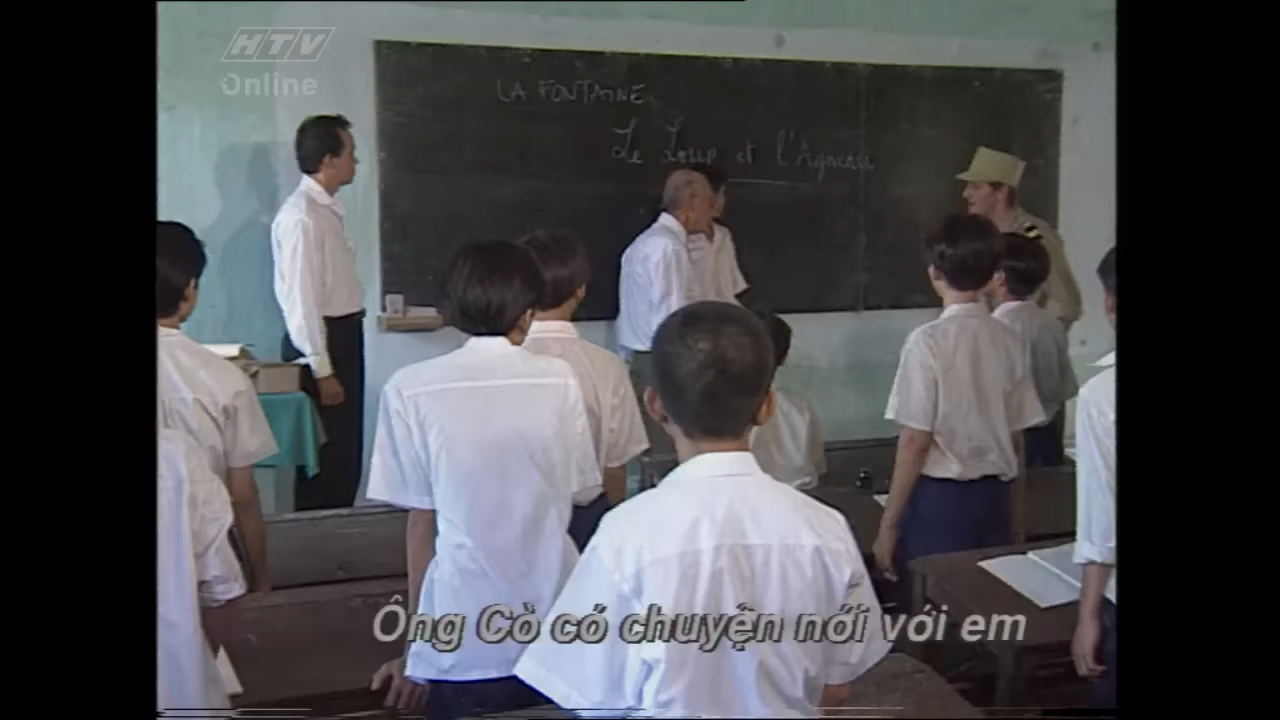 HTV
Online
LA FONTAINE
Le Loup et l'Agneau
Ông Cò có chuyện nói với em